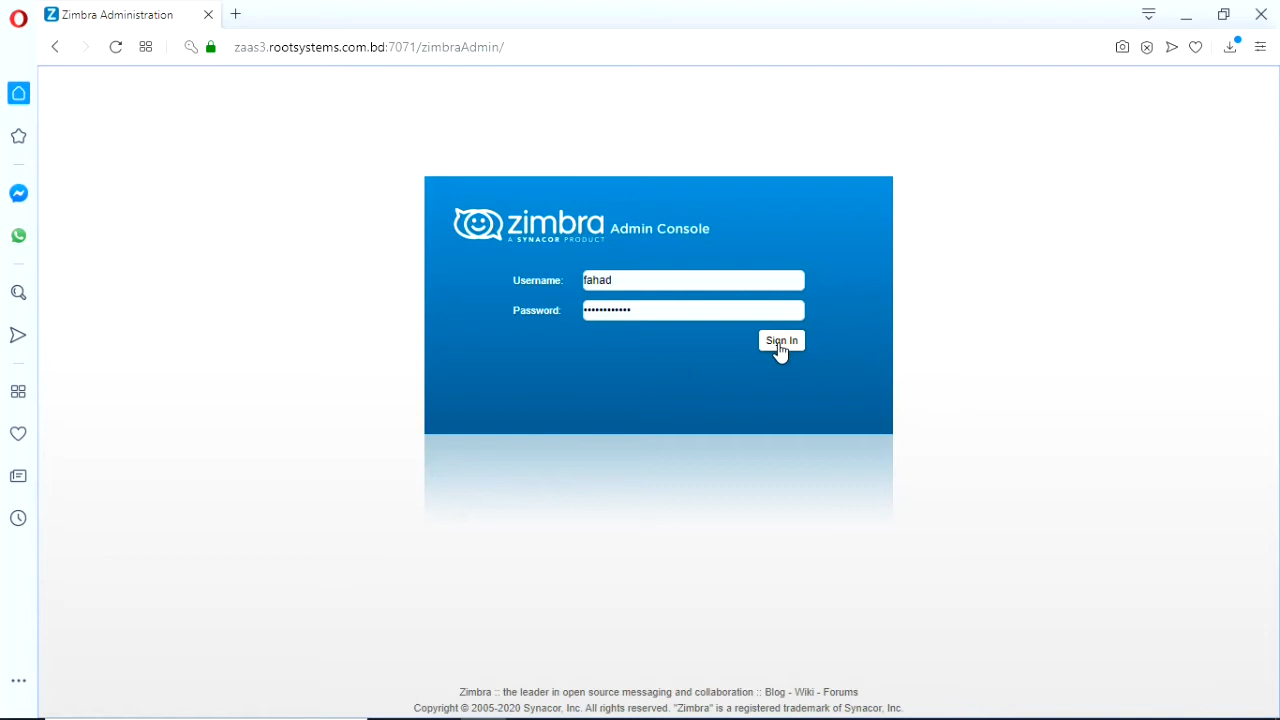 Zimbra Administration
zaas3.rootsystems.com.bd:7071/zimbraAdmin/
zimbra Admin Console
A SYNACOR PRODUCT
Username: fahad
Password: ••••••••••••
Sign In
Zimbra :: the leader in open source messaging and collaboration :: Blog - Wiki - Forums
Copyright © 2005-2020 Synacor, Inc. All rights reserved. "Zimbra" is a registered trademark of Synacor, Inc.